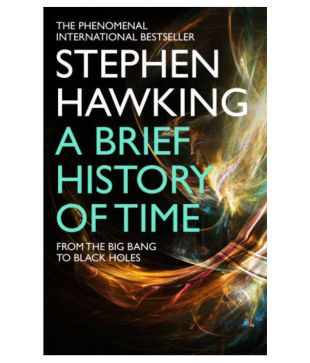 THE PHENOMENAL
INTERNATIONAL BESTSELLER
STEPHEN
HAWKING
A BRIEF
HISTORY
OF TIME
FROM THE BIG BANG
TO BLACK HOLES